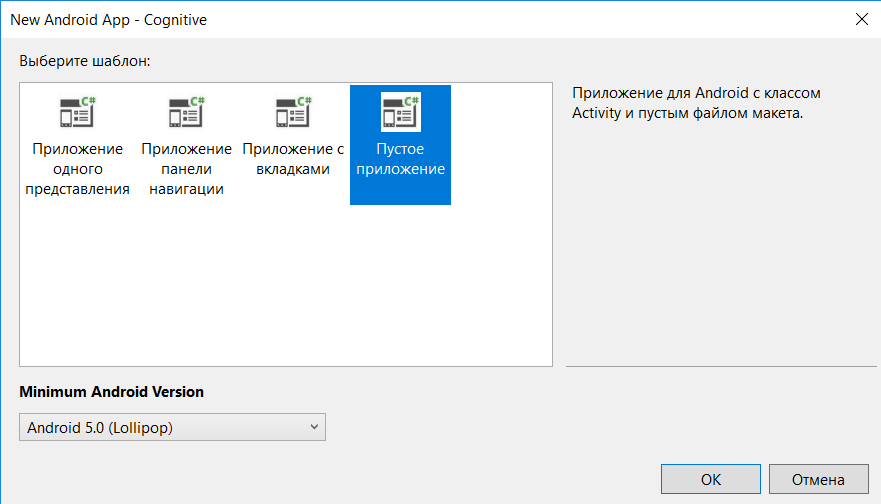 New Android App - Cognitive
Выберите шаблон:
C# C# C# C#
Приложение одного представления
Приложение панели навигации
Приложение с вкладками
Пустое приложение
Приложение для Android с классом
Activity и пустым файлом макета.
Minimum Android Version
Android 5.0 (Lollipop)
OK
Отмена